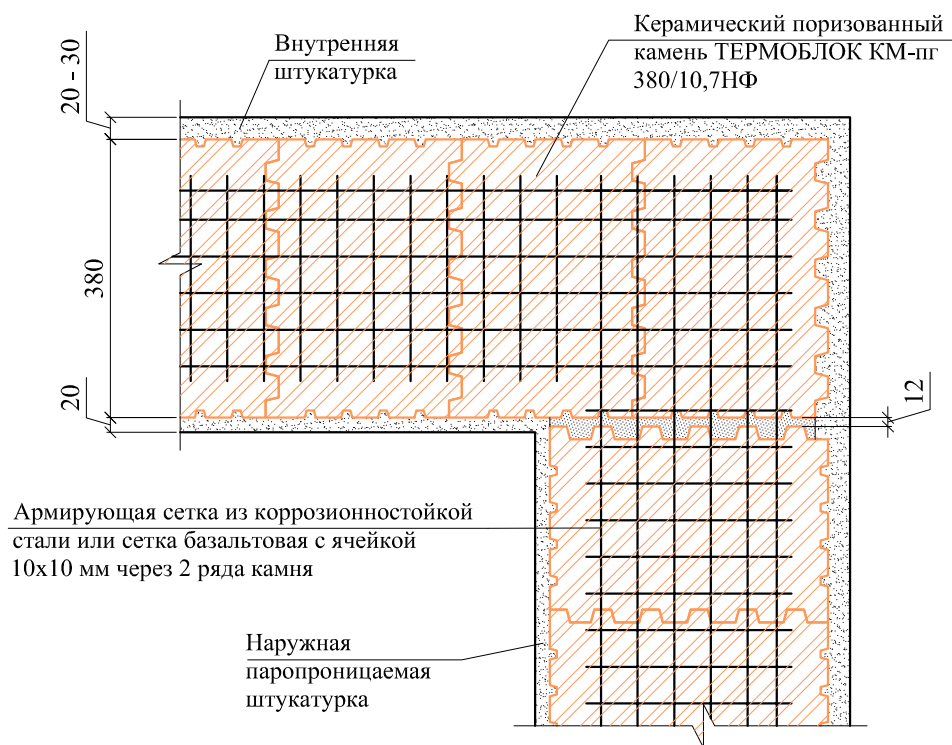 Керамический поризованный
камень ТЕРМОБЛОК КМ-пг
380/10,7НФ
Внутренняя
штукатурка
20 - 30
380
20
12
Армирующая сетка из коррозионностойкой
стали или сетка базальтовая с ячейкой
10х10 мм через 2 ряда камня
Наружная
паропроницаемая
штукатурка